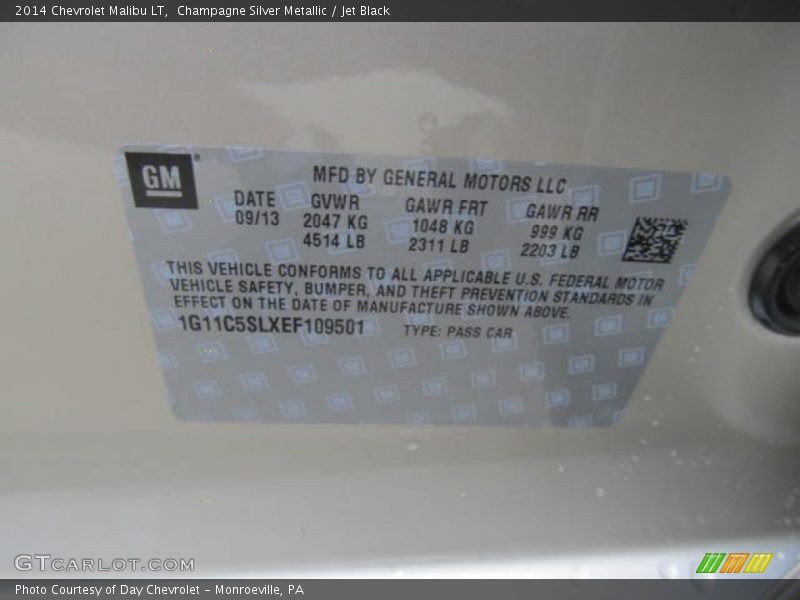 2014 Chevrolet Malibu LT,  Champagne Silver Metallic / Jet Black
GM
MFD BY GENERAL MOTORS LLC
DATE GVWR GAWR FRT GAWR RR
09/13 2047 KG 1048 KG 999 KG
4514 LB 2311 LB 2203 LB
THIS VEHICLE CONFORMS TO ALL APPLICABLE U.S. FEDERAL MOTOR
VEHICLE SAFETY, BUMPER, AND THEFT PREVENTION STANDARDS IN
EFFECT ON THE DATE OF MANUFACTURE SHOWN ABOVE.
1G11C5SLXEF109501 TYPE: PASS CAR
GTCARLOT.COM
Photo Courtesy of Day Chevrolet - Monroeville, PA